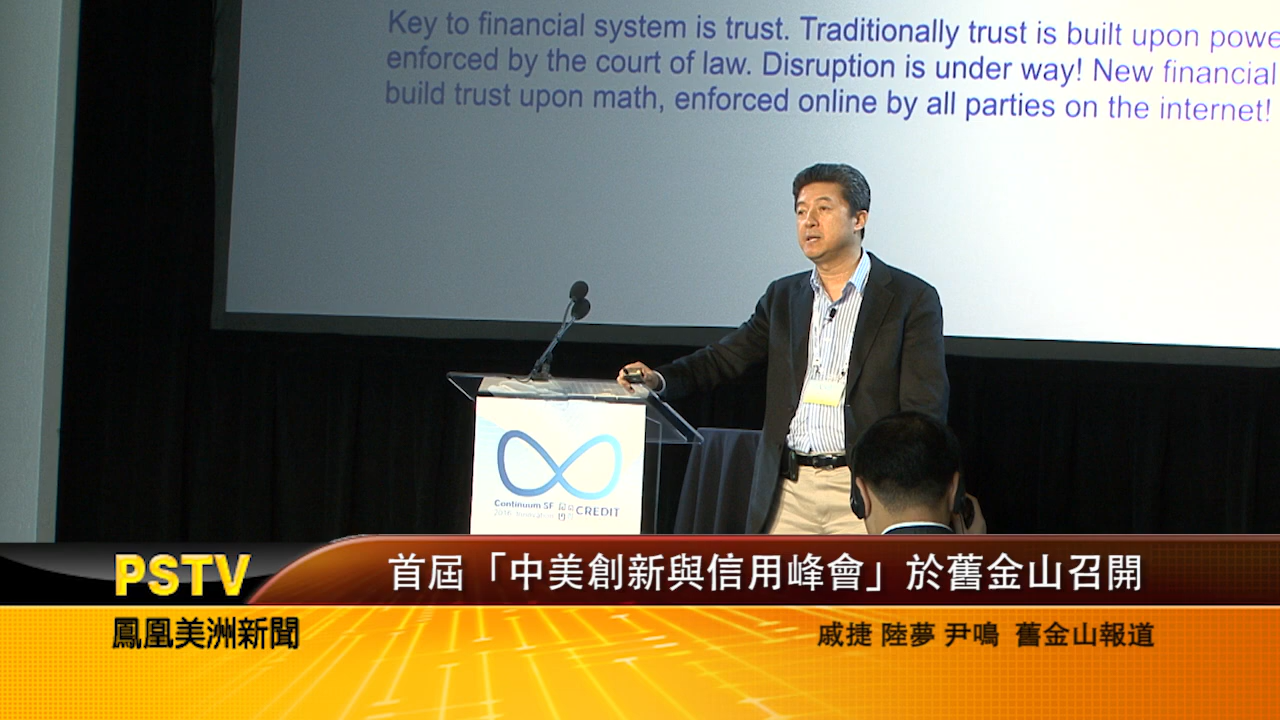 Key to financial system is trust. Traditionally trust is built upon powe
enforced by the court of law. Disruption is under way! New financial
build trust upon math, enforced online by all parties on the internet!
Continuum SF
2016 Innovation
CREDIT
PSTV
首屆「中美創新與信用峰會」於舊金山召開
鳳凰美洲新聞
戚捷 陸夢 尹鳴 舊金山報道